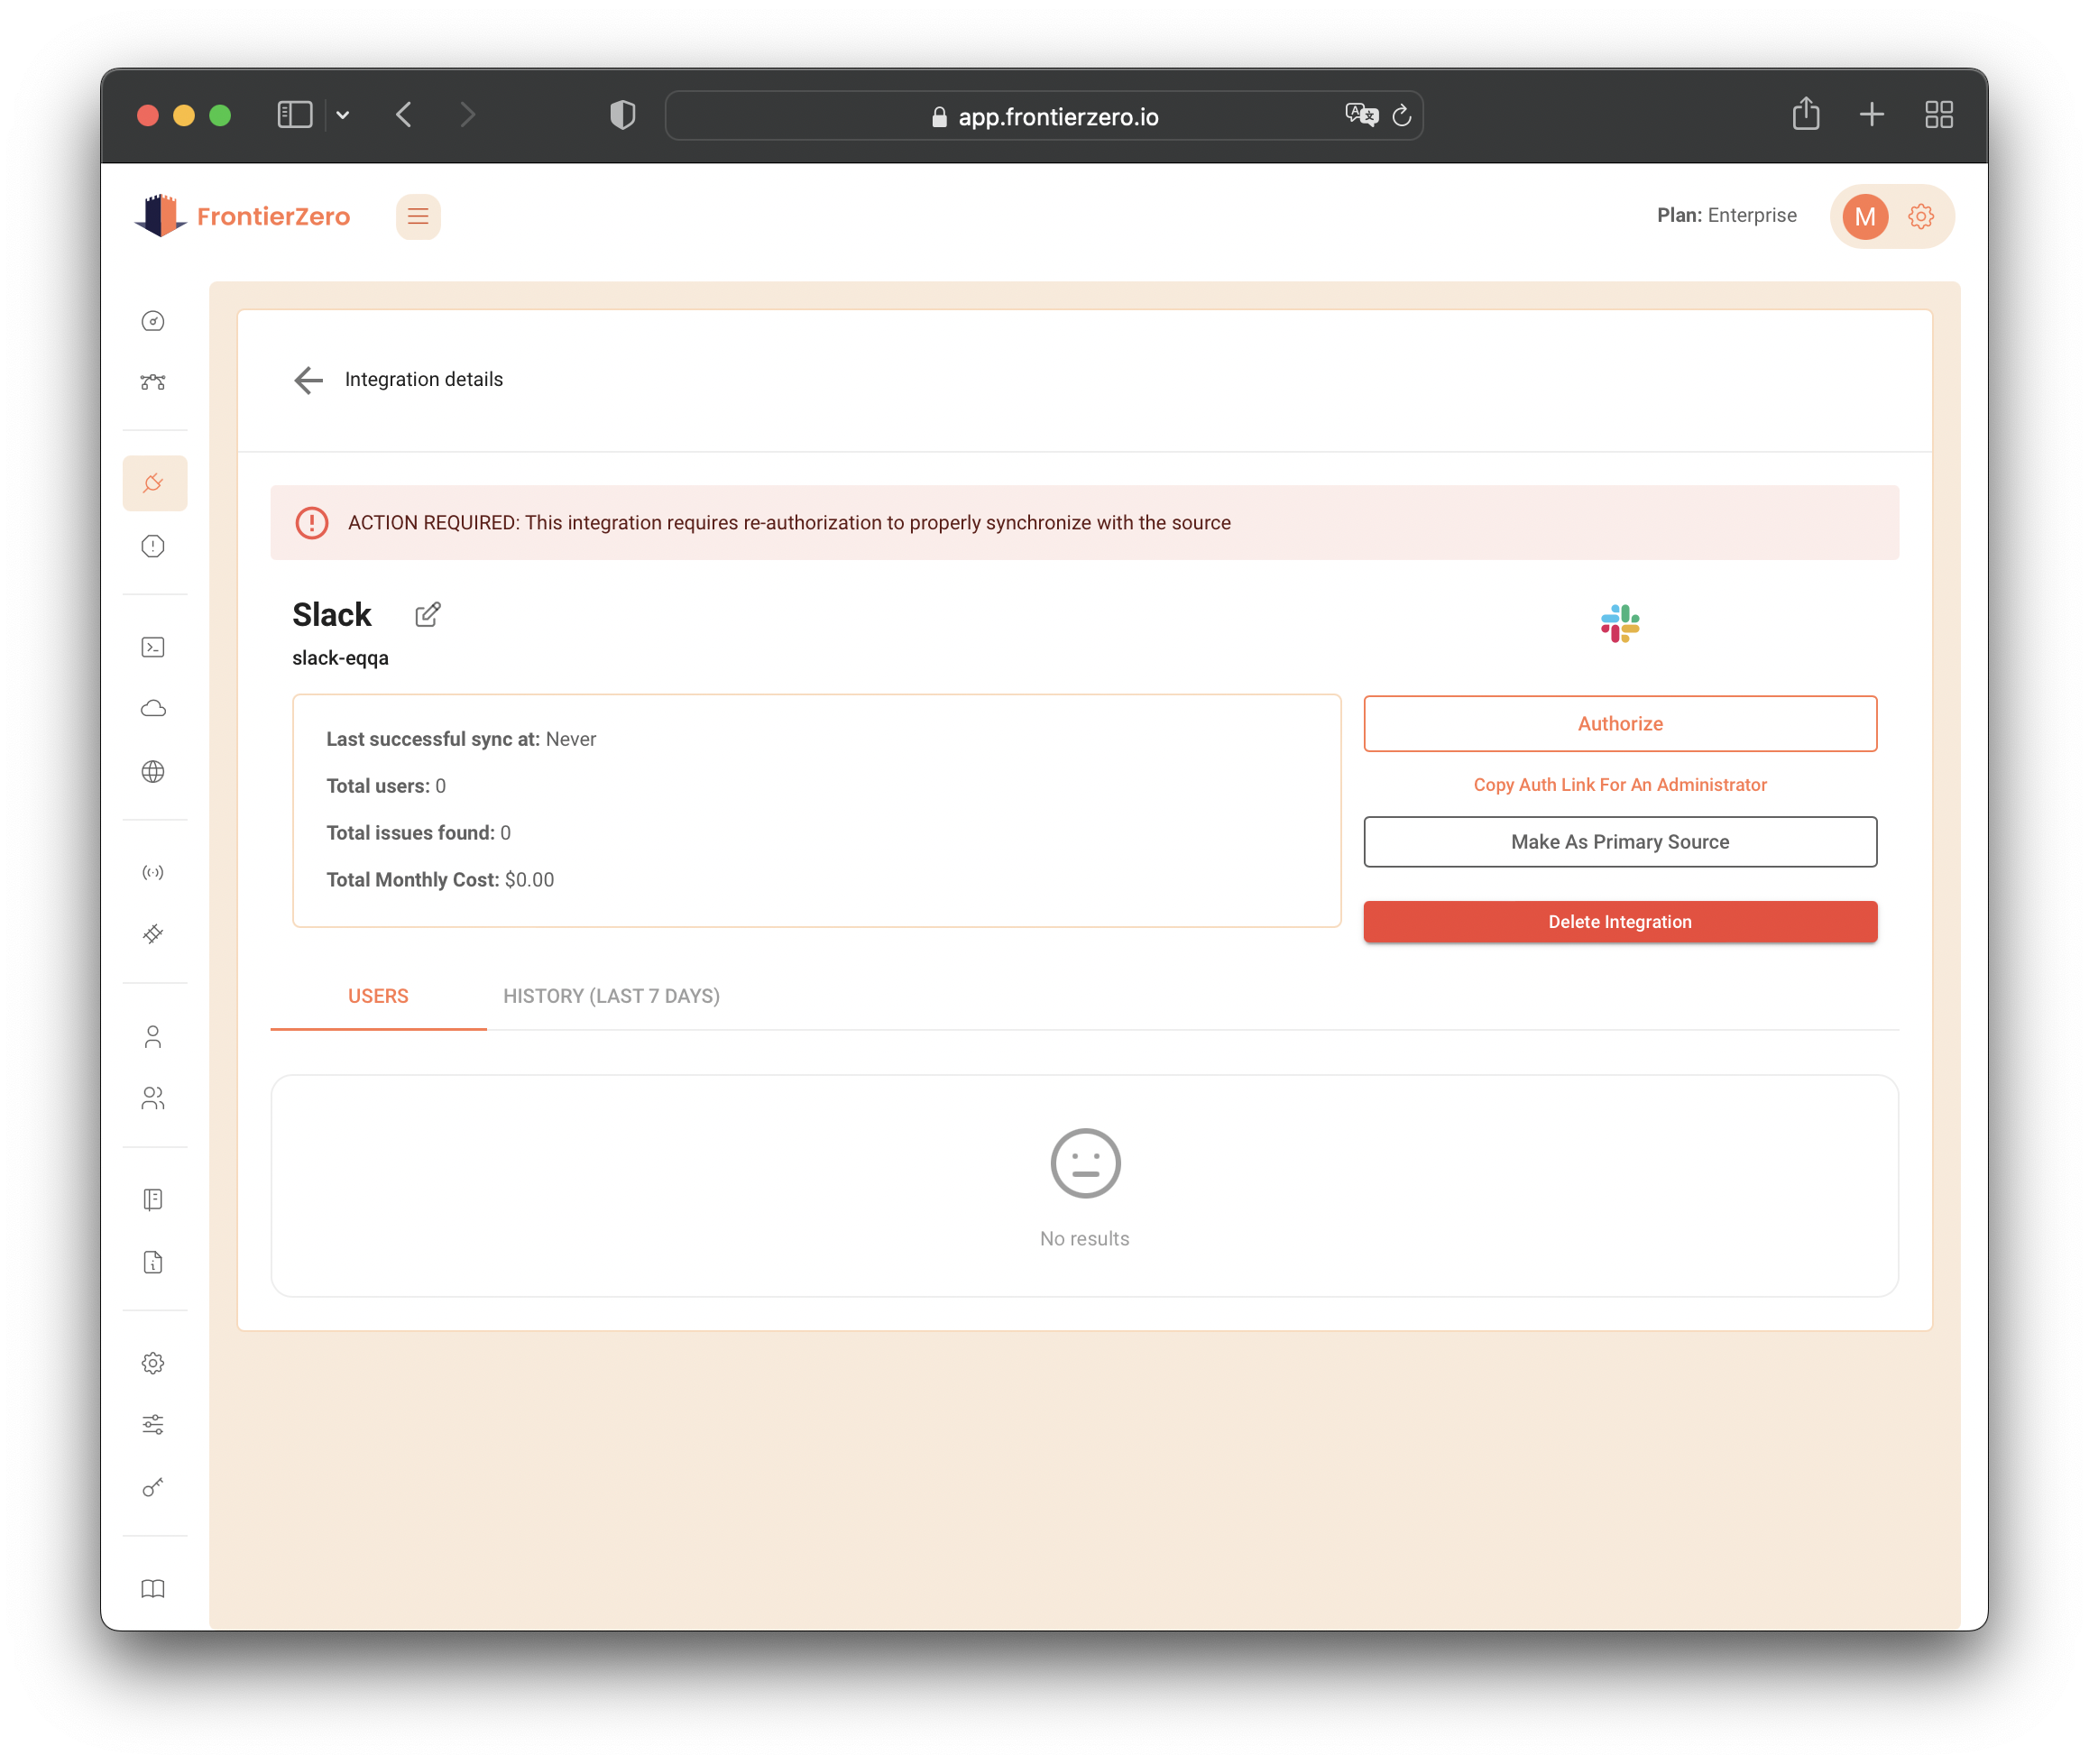 app.frontierzero.io
FrontierZero
Plan: Enterprise
M
Integration details
ACTION REQUIRED: This integration requires re-authorization to properly synchronize with the source
Slack
slack-eqqa
Last successful sync at: Never
Total users: 0
Total issues found: 0
Total Monthly Cost: $0.00
Authorize
Copy Auth Link For An Administrator
Make As Primary Source
Delete Integration
USERS
HISTORY (LAST 7 DAYS)
No results